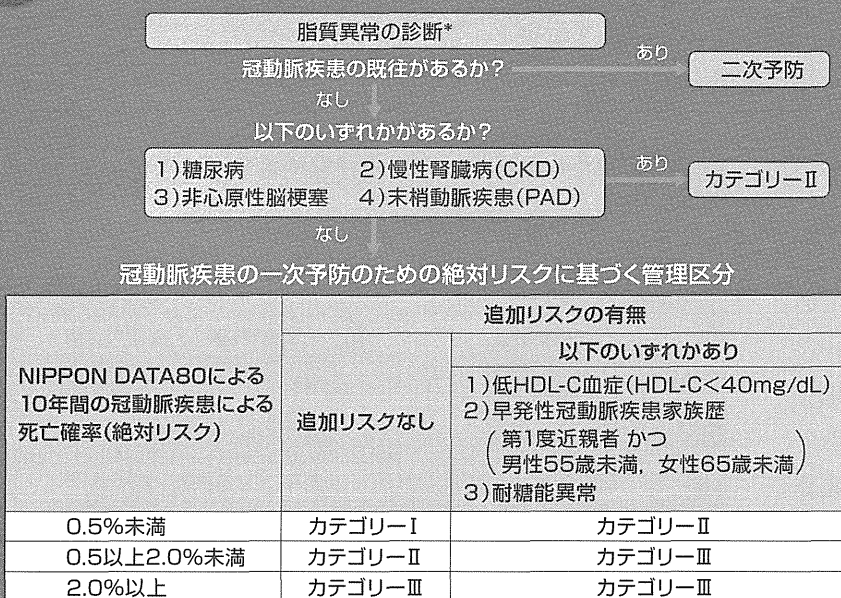 脂質異常の診断*
冠動脈疾患の既往があるか?
あり
二次予防
なし
以下のいずれかがあるか?
1)糖尿病 2)慢性腎臓病(CKD)
3)非心原性脳梗塞 4)末梢動脈疾患(PAD)
あり
カテゴリーⅡ
なし
冠動脈疾患の一次予防のための絶対リスクに基づく管理区分
NIPPON DATA80による
10年間の冠動脈疾患による
死亡確率(絶対リスク)
追加リスクの有無
追加リスクなし
以下のいずれかあり
1)低HDL-C血症(HDL-C<40mg/dL)
2)早発性冠動脈疾患家族歴
(第1度近親者 かつ
男性55歳未満, 女性65歳未満)
3)耐糖能異常
0.5%未満 カテゴリーⅠ カテゴリーⅡ
0.5以上2.0%未満 カテゴリーⅡ カテゴリーⅢ
2.0%以上 カテゴリーⅢ カテゴリーⅢ